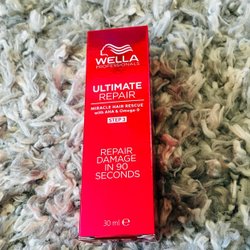 WELLA
PROFESSIONALS
ULTIMATE
REPAIR
MIRACLE HAIR RESCUE
with AHA & Omega-9
STEP 3
REPAIR
DAMAGE
IN 90
SECONDS
30 ml e